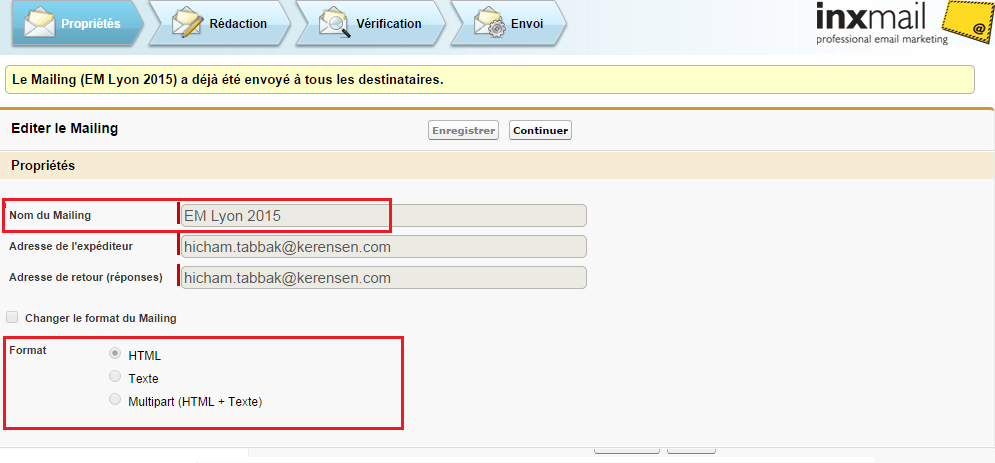 Propriétés
Rédaction
Vérification
Envoi
inxmail
professional email marketing
@
Le Mailing (EM Lyon 2015) a déjà été envoyé à tous les destinataires.
Editer le Mailing
Enregistrer
Continuer
Propriétés
Nom du Mailing
EM Lyon 2015
Adresse de l'expéditeur
hicham.tabbak@kerensen.com
Adresse de retour (réponses)
hicham.tabbak@kerensen.com
Changer le format du Mailing
Format
HTML
Texte
Multipart (HTML + Texte)